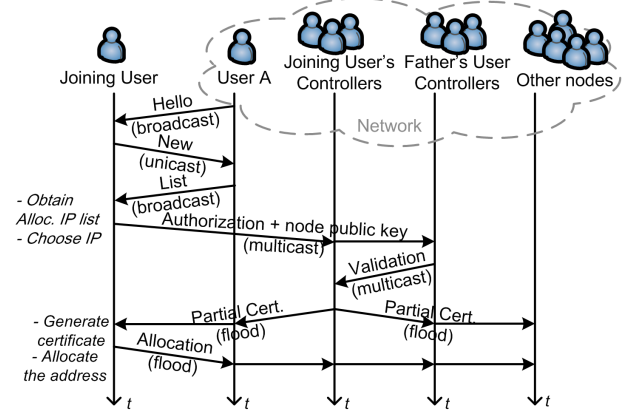 Joining User
User A
Joining User's
Controllers
Father's User
Controllers
Other nodes
Network
Hello
(broadcast)
New
(unicast)
List
(broadcast)
- Obtain
Alloc. IP list
- Choose IP
Authorization + node public key
(multicast)
Validation
(multicast)
Partial Cert.
(flood)
Partial Cert.
(flood)
- Generate
certificate
- Allocate
the address
Allocation
(flood)
t
t
t
t
t